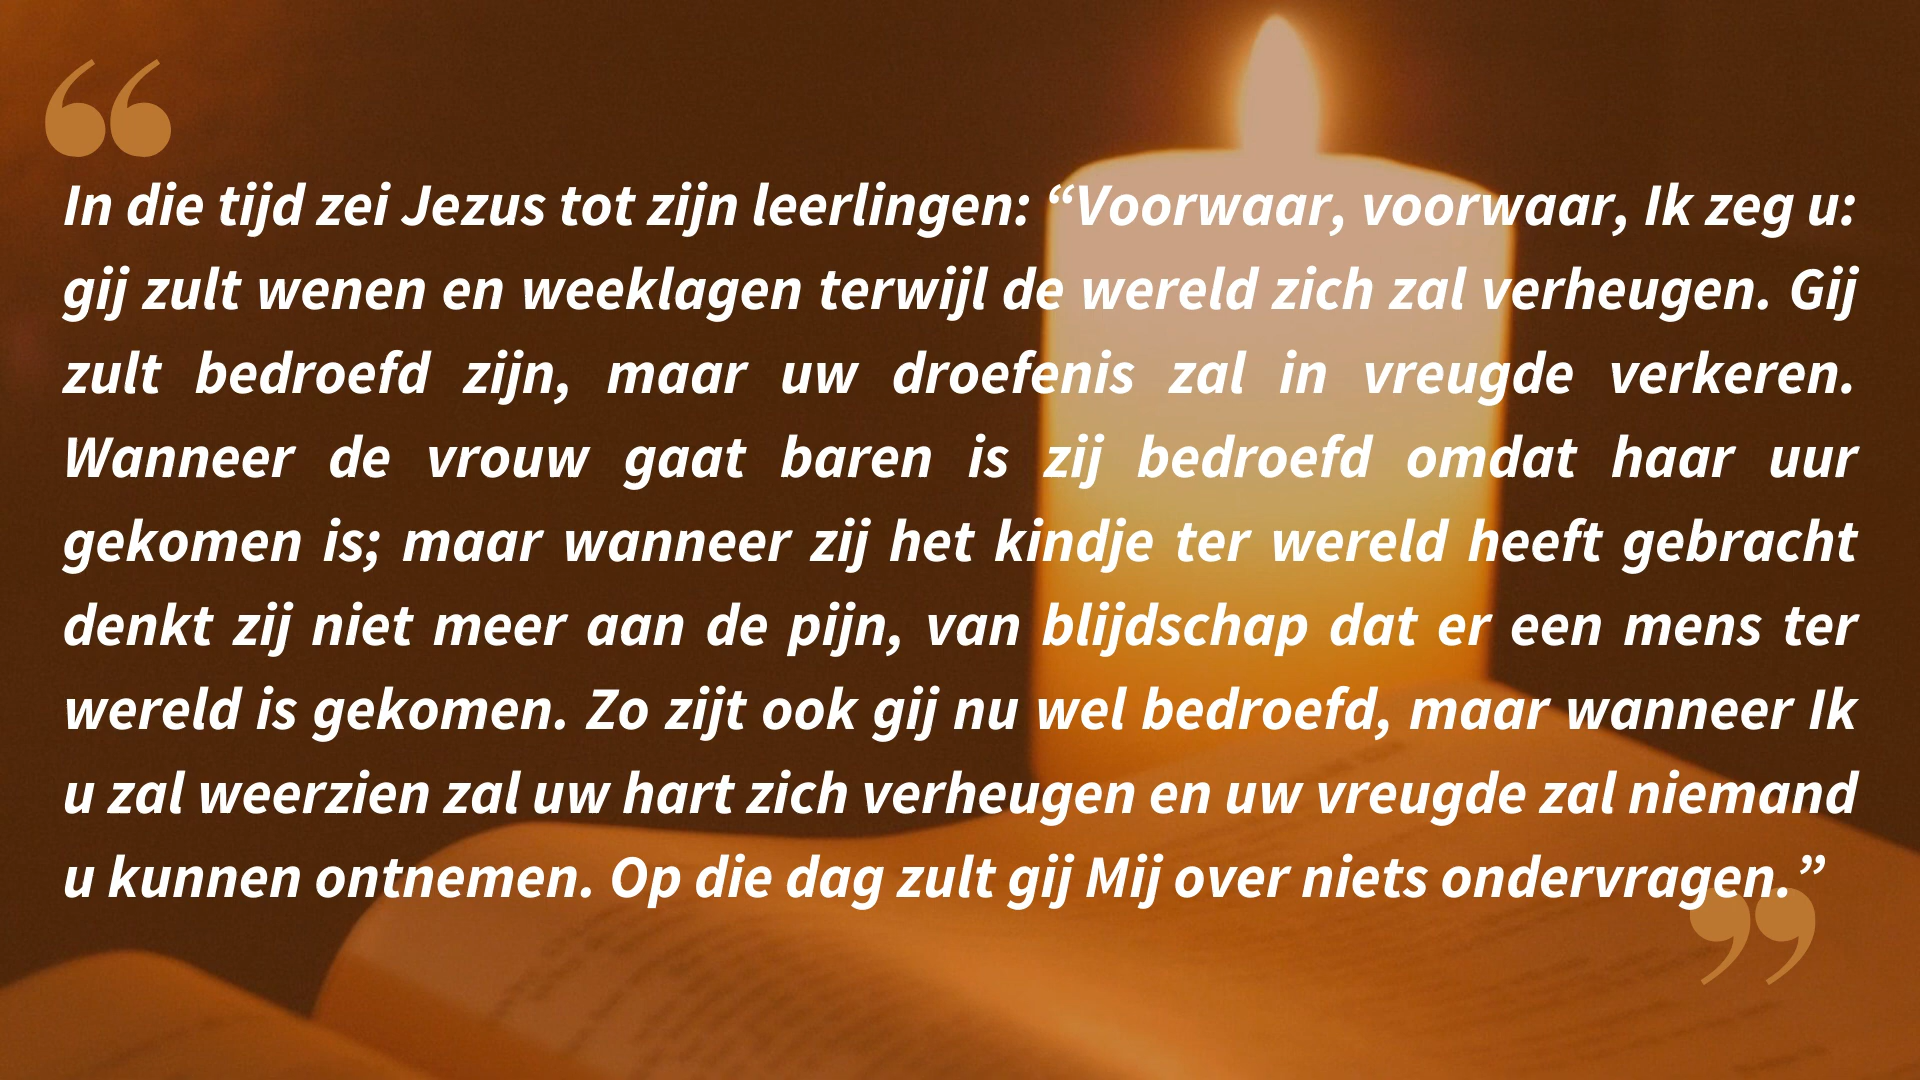 In die tijd zei Jezus tot zijn leerlingen: “Voorwaar, voorwaar, Ik zeg u:
gij zult wenen en weeklagen terwijl de wereld zich zal verheugen. Gij
zult bedroefd zijn, maar uw droefenis zal in vreugde verkeren.
Wanneer de vrouw gaat baren is zij bedroefd omdat haar uur
gekomen is; maar wanneer zij het kindje ter wereld heeft gebracht
denkt zij niet meer aan de pijn, van blijdschap dat er een mens ter
wereld is gekomen. Zo zijt ook gij nu wel bedroefd, maar wanneer Ik
u zal weerzien zal uw hart zich verheugen en uw vreugde zal niemand
u kunnen ontnemen. Op die dag zult gij Mij over niets ondervragen.”